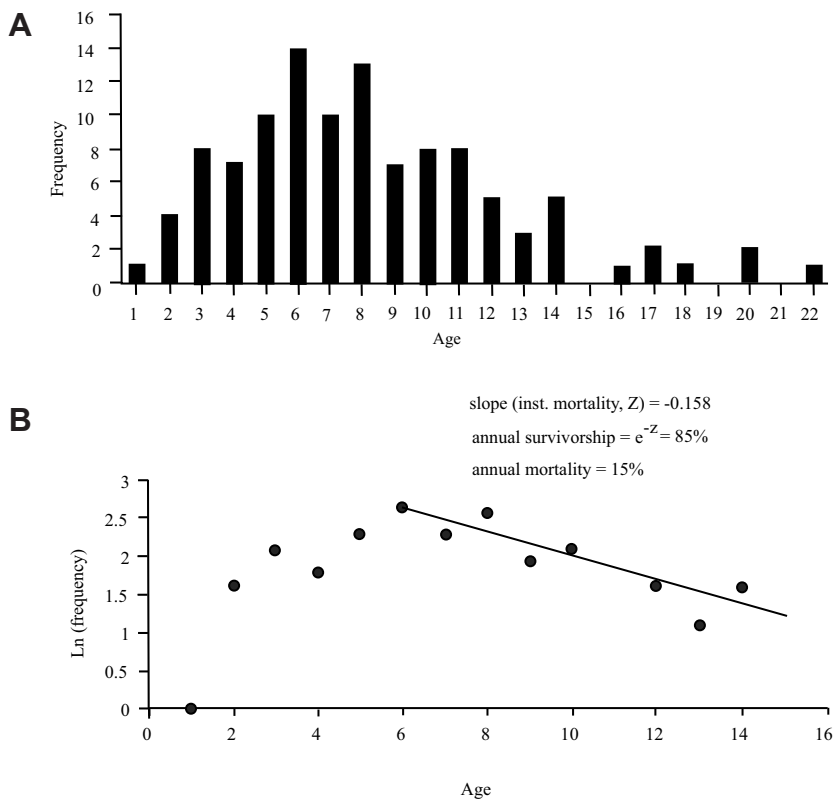 A
16
14
12
10
8
6
4
2
0
Frequency
1 2 3 4 5 6 7 8 9 10 11 12 13 14 15 16 17 18 19 20 21 22
Age
B
slope (inst. mortality, Z) = -0.158
annual survivorship = e-z = 85%
annual mortality = 15%
3
2.5
2
1.5
1
0.5
0
Ln (frequency)
0 2 4 6 8 10 12 14 16
Age